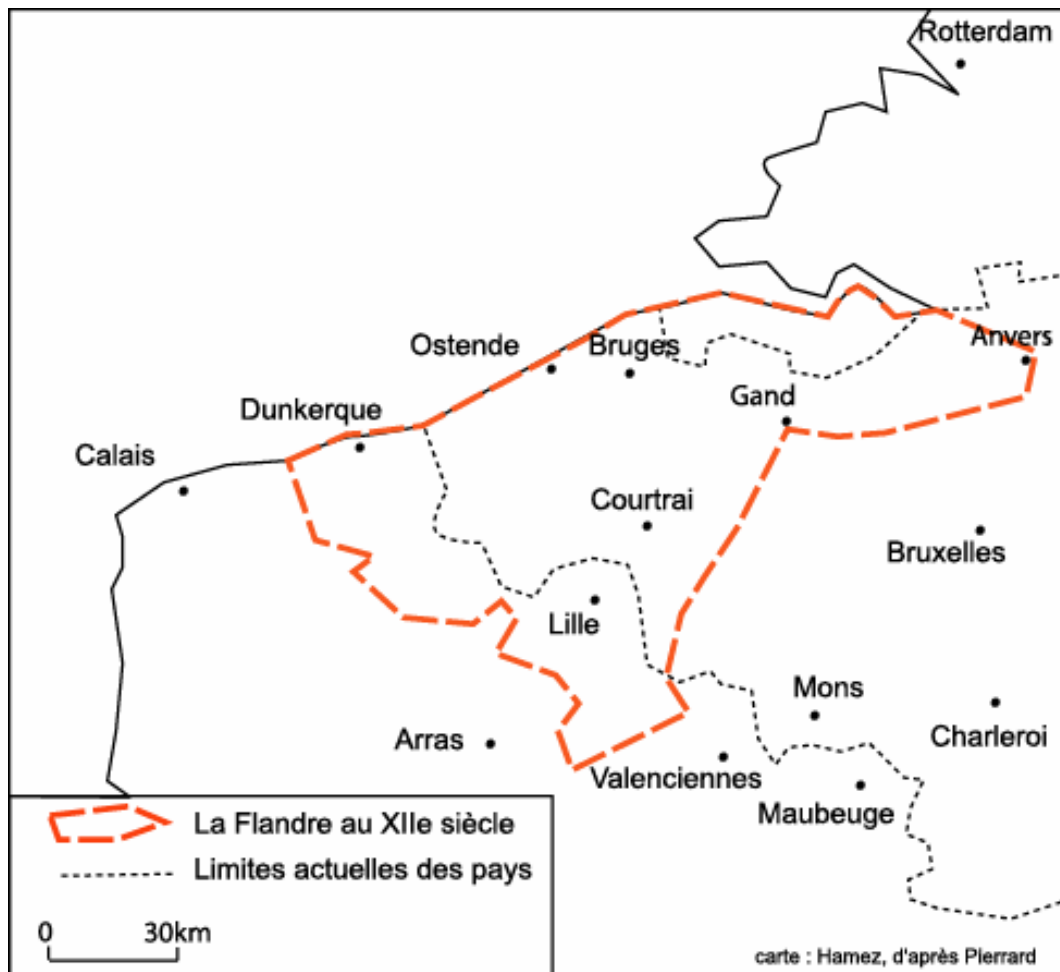 Rotterdam
Anvers
Ostende
Bruges
Gand
Dunkerque
Calais
Courtrai
Bruxelles
Lille
Mons
Charleroi
Arras
Valenciennes
Maubeuge
La Flandre au XIIe siècle
Limites actuelles des pays
0 30km
carte : Hamez, d'après Pierrard